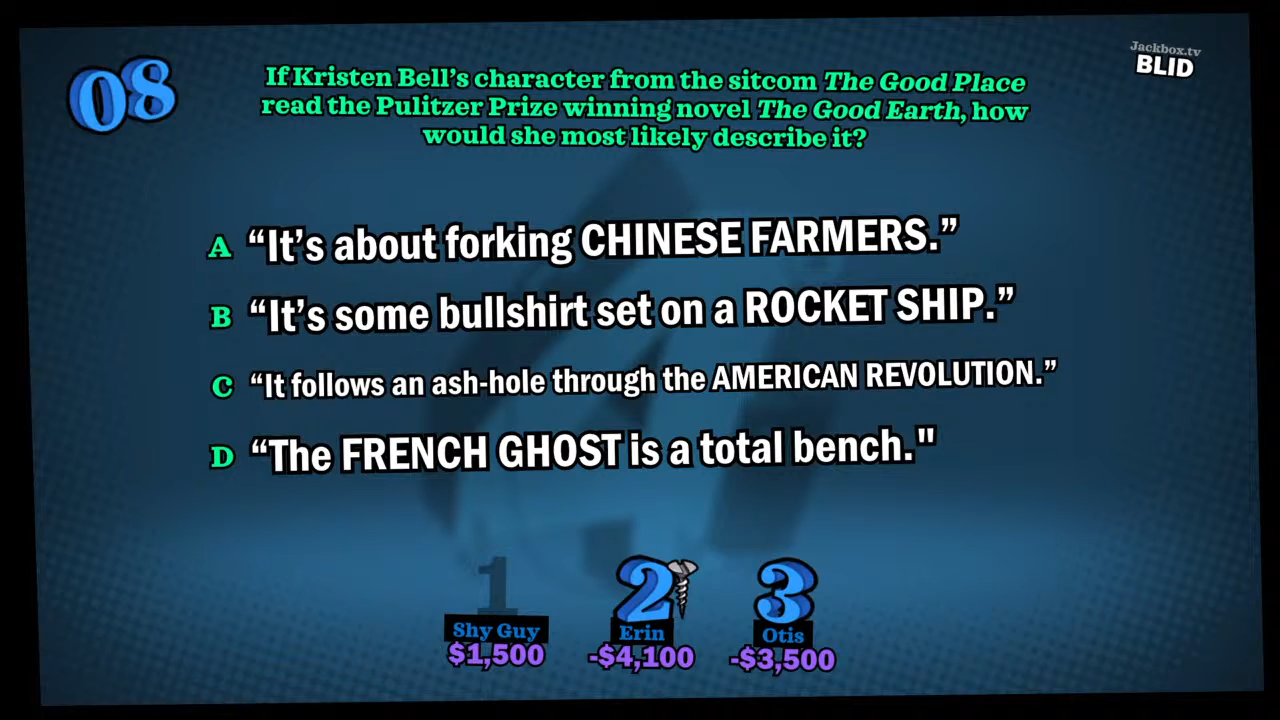 Jackbox.tv
BLID
08
If Kristen Bell's character from the sitcom The Good Place
read the Pulitzer Prize winning novel The Good Earth, how
would she most likely describe it?
A "It's about forking CHINESE FARMERS."
B "It's some bullshirt set on a ROCKET SHIP."
C "It follows an ash-hole through the AMERICAN REVOLUTION."
D "The FRENCH GHOST is a total bench."
1 2 3
Shy Guy Erin Otis
$1,500 -$4,100 -$3,500